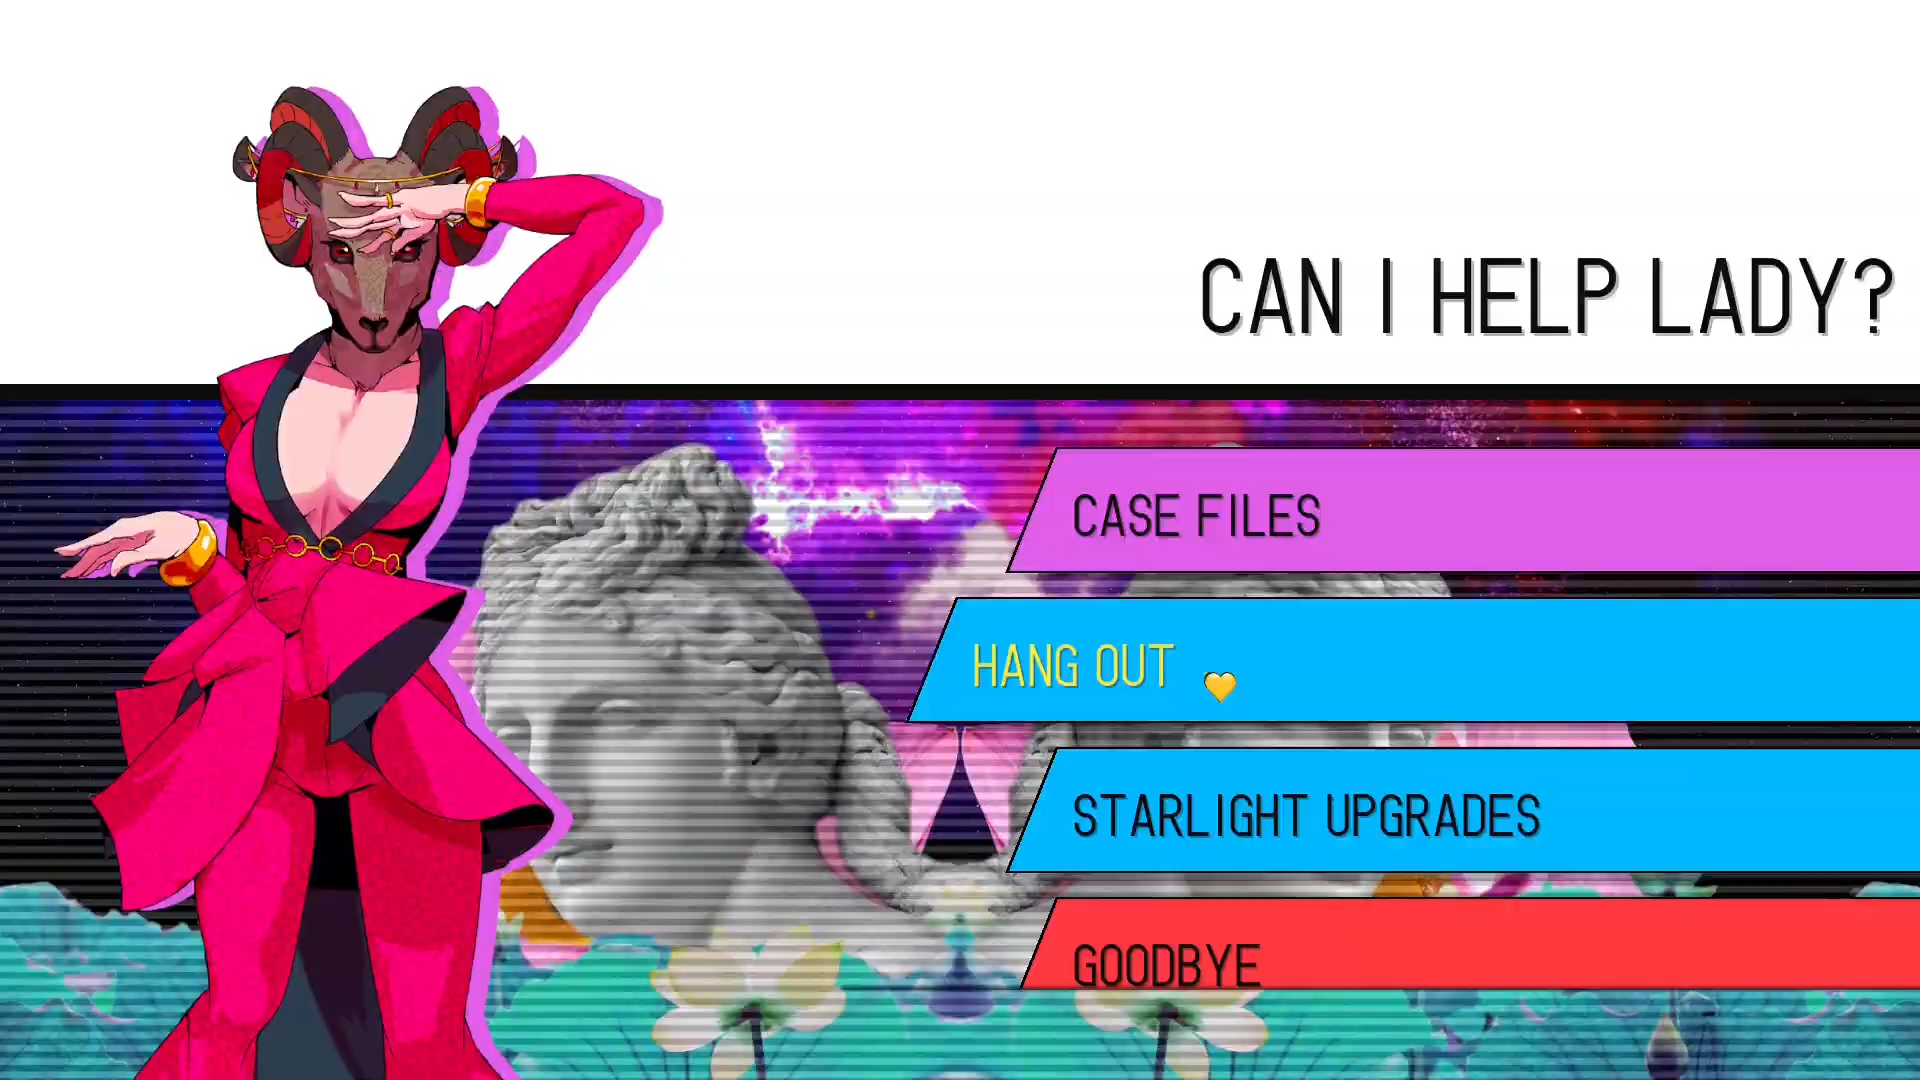 CAN I HELP LADY?
CASE FILES
HANG OUT
STARLIGHT UPGRADES
GOODBYE